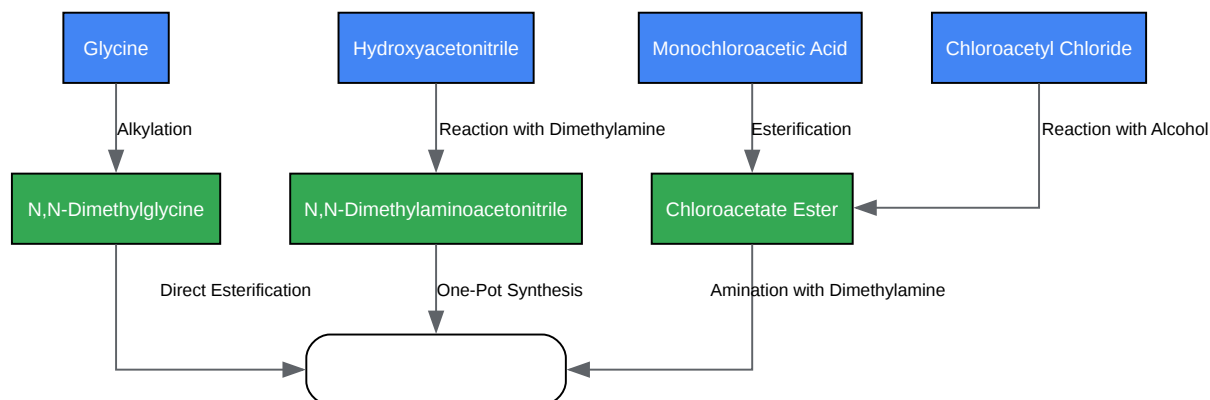 Glycine
Hydroxyacetonitrile
Monochloroacetic Acid
Chloroacetyl Chloride
Alkylation
Reaction with Dimethylamine
Esterification
Reaction with Alcohol
N,N-Dimethylglycine
N,N-Dimethylaminoacetonitrile
Chloroacetate Ester
Direct Esterification
One-Pot Synthesis
Amination with Dimethylamine